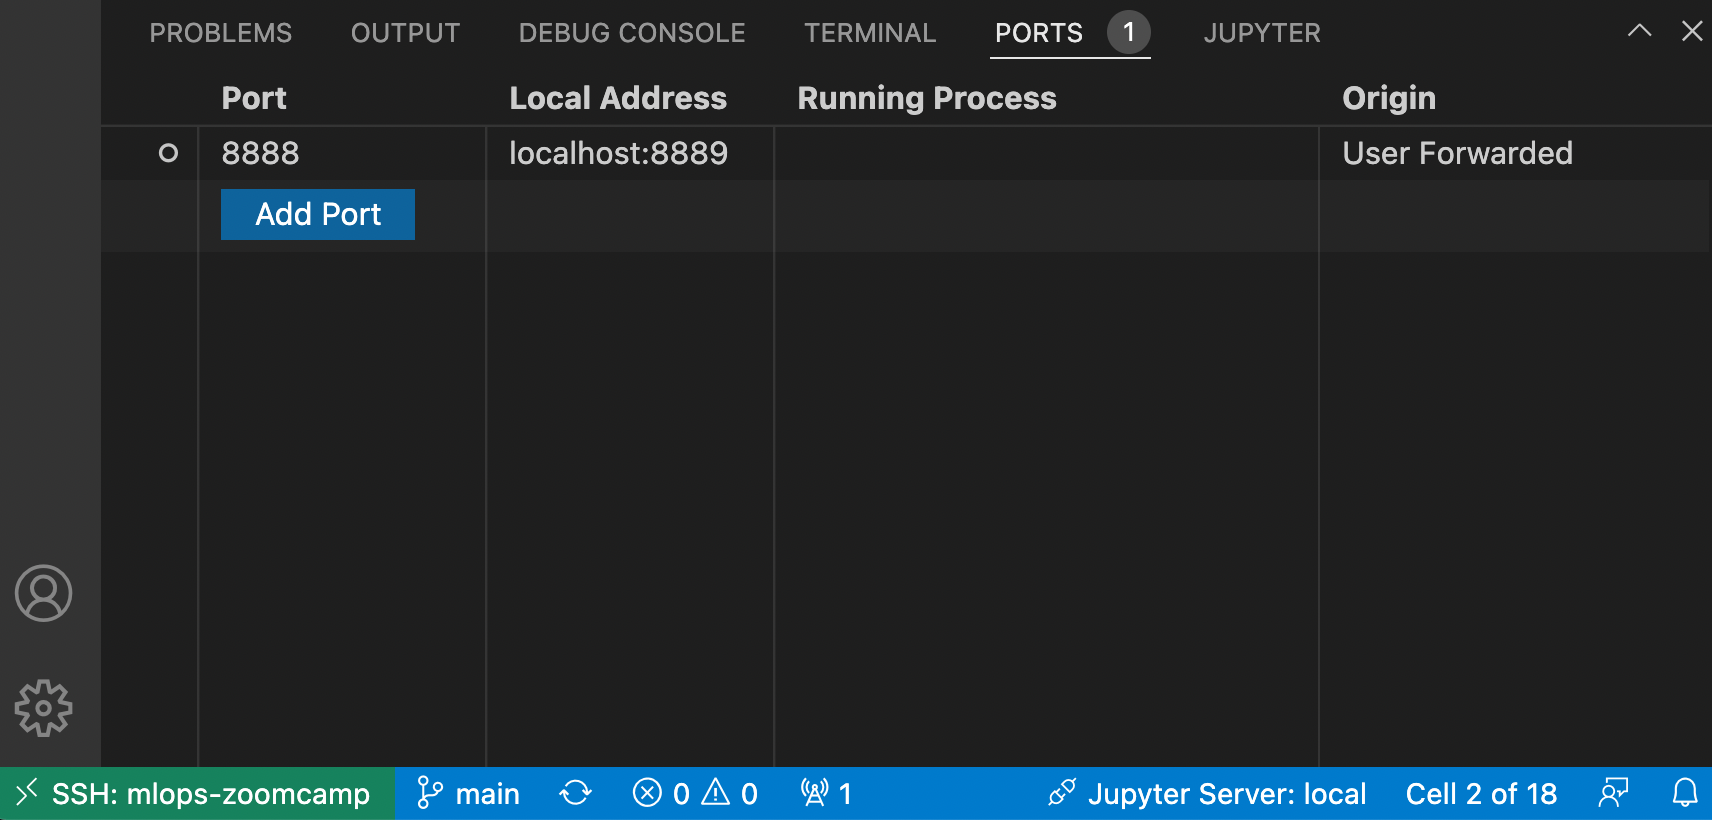 PROBLEMS OUTPUT DEBUG CONSOLE TERMINAL PORTS 1 JUPYTER
Port Local Address Running Process Origin
8888 localhost:8889 User Forwarded
Add Port
SSH: mlops-zoomcamp main 0 0 1 Jupyter Server: local Cell 2 of 18